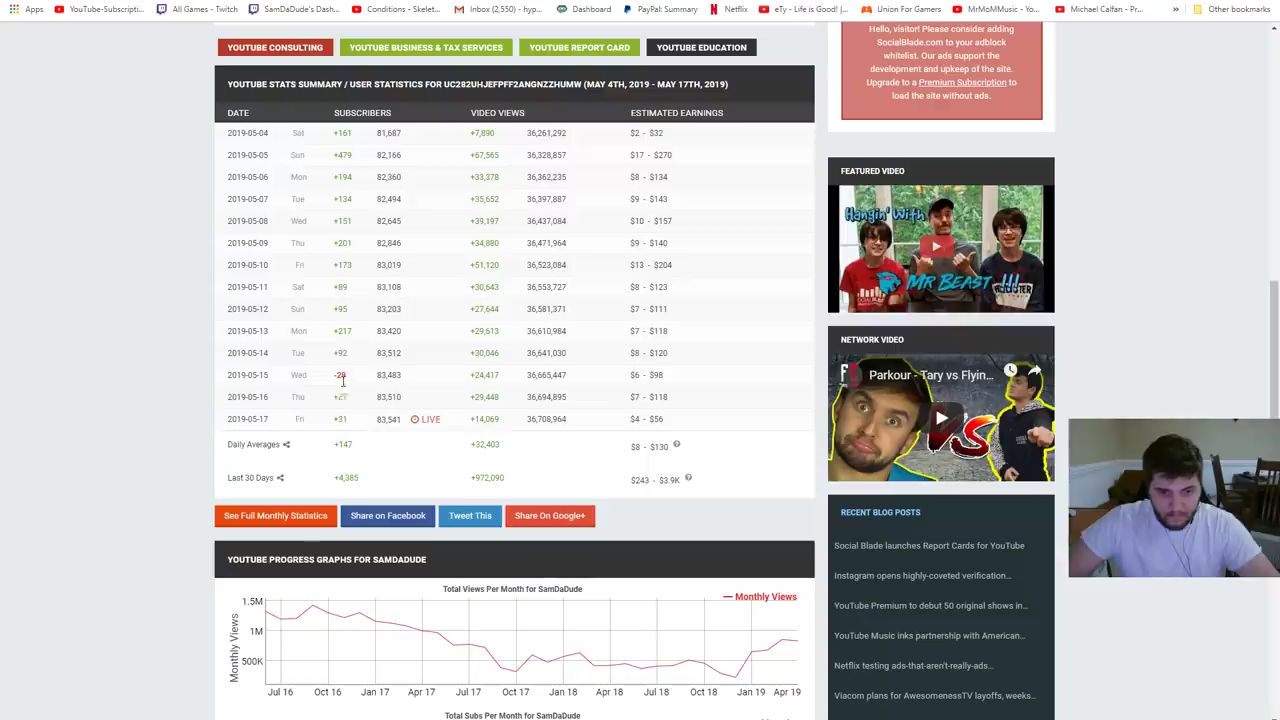 Apps
YouTube-Subscripti...
All Games - Twitch
SamDaDude's Dash...
Conditions - Skelet...
Inbox (2,550) - hyp...
Dashboard
PayPal Summary
Netflix
eTy - Life is Good! ...
Union For Gamers
MrMoMMusic - Yo...
Michael Calfan - Pr...
»
Other bookmarks
YOUTUBE CONSULTING
YOUTUBE BUSINESS & TAX SERVICES
YOUTUBE REPORT CARD
YOUTUBE EDUCATION
YOUTUBE STATS SUMMARY / USER STATISTICS FOR UC282UHJEFPFF2ANGNZZHUMW (MAY 4TH, 2019 - MAY 17TH, 2019)
DATE SUBSCRIBERS VIDEO VIEWS ESTIMATED EARNINGS
2019-05-04 Sat +161 81,687 +7,890 36,261,292 $2 - $32
2019-05-05 Sun +479 82,166 +67,565 36,328,857 $17 - $270
2019-05-06 Mon +194 82,360 +33,378 36,362,235 $8 - $134
2019-05-07 Tue +134 82,494 +35,652 36,397,887 $9 - $143
2019-05-08 Wed +151 82,645 +39,197 36,437,084 $10 - $157
2019-05-09 Thu +201 82,846 +34,880 36,471,964 $9 - $140
2019-05-10 Fri +173 83,019 +51,120 36,523,084 $13 - $204
2019-05-11 Sat +89 83,108 +30,643 36,553,727 $8 - $123
2019-05-12 Sun +95 83,203 +27,644 36,581,371 $7 - $111
2019-05-13 Mon +217 83,420 +29,613 36,610,984 $7 - $118
2019-05-14 Tue +92 83,512 +30,046 36,641,030 $8 - $120
2019-05-15 Wed 83,483 +24,417 36,665,447 $6 - $98
2019-05-16 Thu +27 83,510 +29,448 36,694,895 $7 - $118
2019-05-17 Fri 83,541 LIVE +14,069 36,708,964 $4 - $56
Daily Averages +147 +32,403 $8 - $130
Last 30 Days +4,385 +972,090 $243 - $3.9K
See Full Monthly Statistics
Share on Facebook
Tweet This
Share On Google+
YOUTUBE PROGRESS GRAPHS FOR SAMDADUDE
Total Views Per Month for SamDaDude
Monthly Views
Monthly Views
1.5M
1M
500K
Jul 16 Oct 16 Jan 17 Apr 17 Jul 17 Oct 17 Jan 18 Apr 18 Jul 18 Oct 18 Jan 19 Apr 19
Total Subs Per Month for SamDaDude
Hello, visitor! Please consider adding
SocialBlade.com to your adblock
whitelist. Our ads support the
development and upkeep of the site.
Upgrade to a Premium Subscription to
load the site without ads.
FEATURED VIDEO
Hangin' With
MR BEAST !!!
NETWORK VIDEO
Parkour - Tary vs Flyin...
VS
RECENT BLOG POSTS
Social Blade launches Report Cards for YouTube
Instagram opens highly-coveted verification...
YouTube Premium to debut 50 original shows in...
YouTube Music inks partnership with American...
Netflix testing ads-that-aren't-really-ads...
Viacom plans for AwesomenessTV layoffs, weeks...